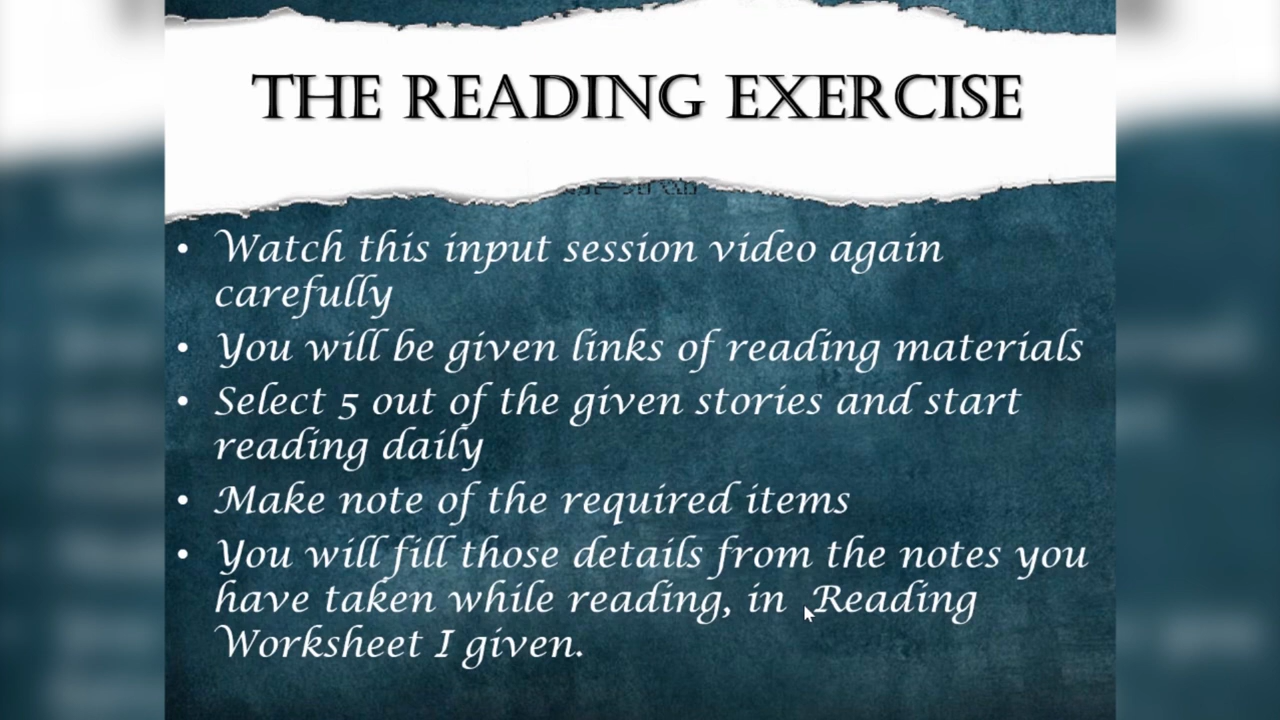 THE READING EXERCISE
• Watch this input session video again
carefully
• You will be given links of reading materials
• Select 5 out of the given stories and start
reading daily
• Make note of the required items
• You will fill those details from the notes you
have taken while reading, in Reading
Worksheet I given.